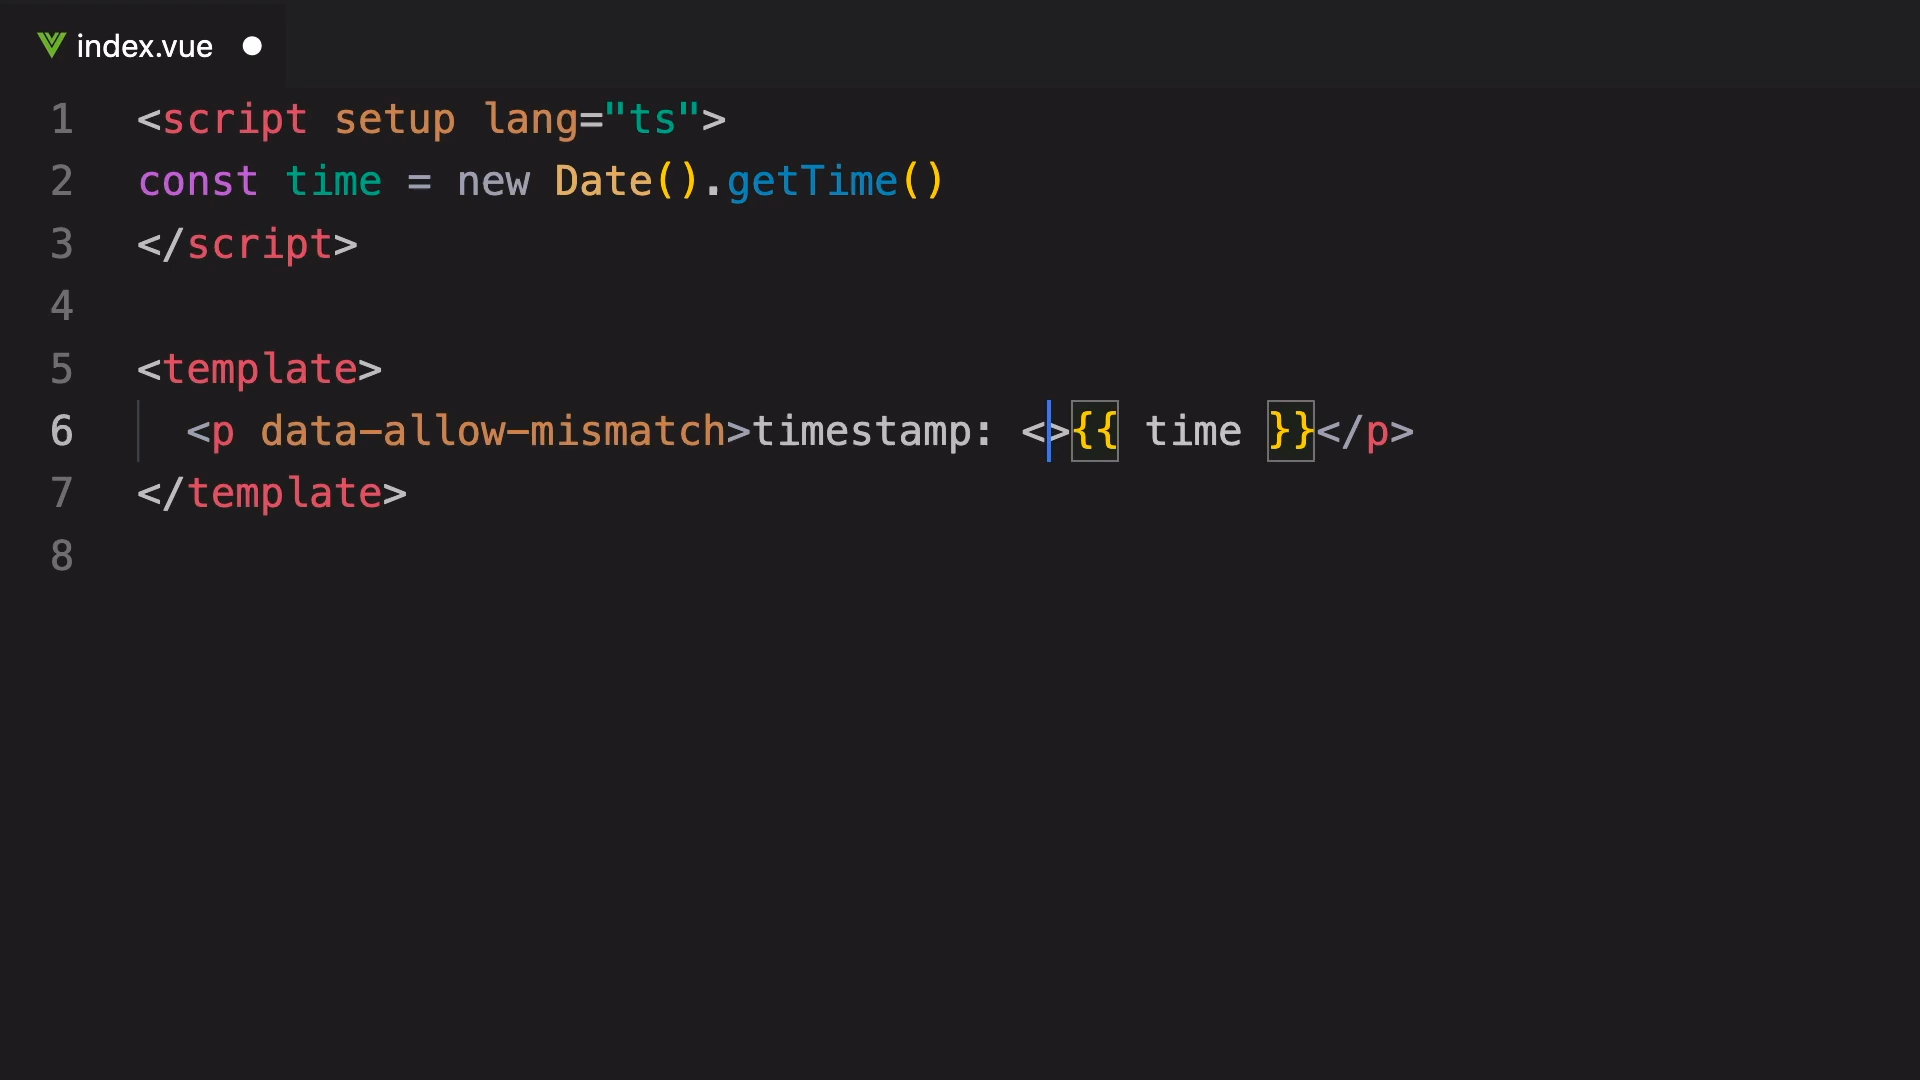 index.vue
1 <script setup lang="ts">
2 const time = new Date().getTime()
3 </script>
4
5 <template>
6 <p data-allow-mismatch>timestamp: <>{{ time }}</p>
7 </template>
8